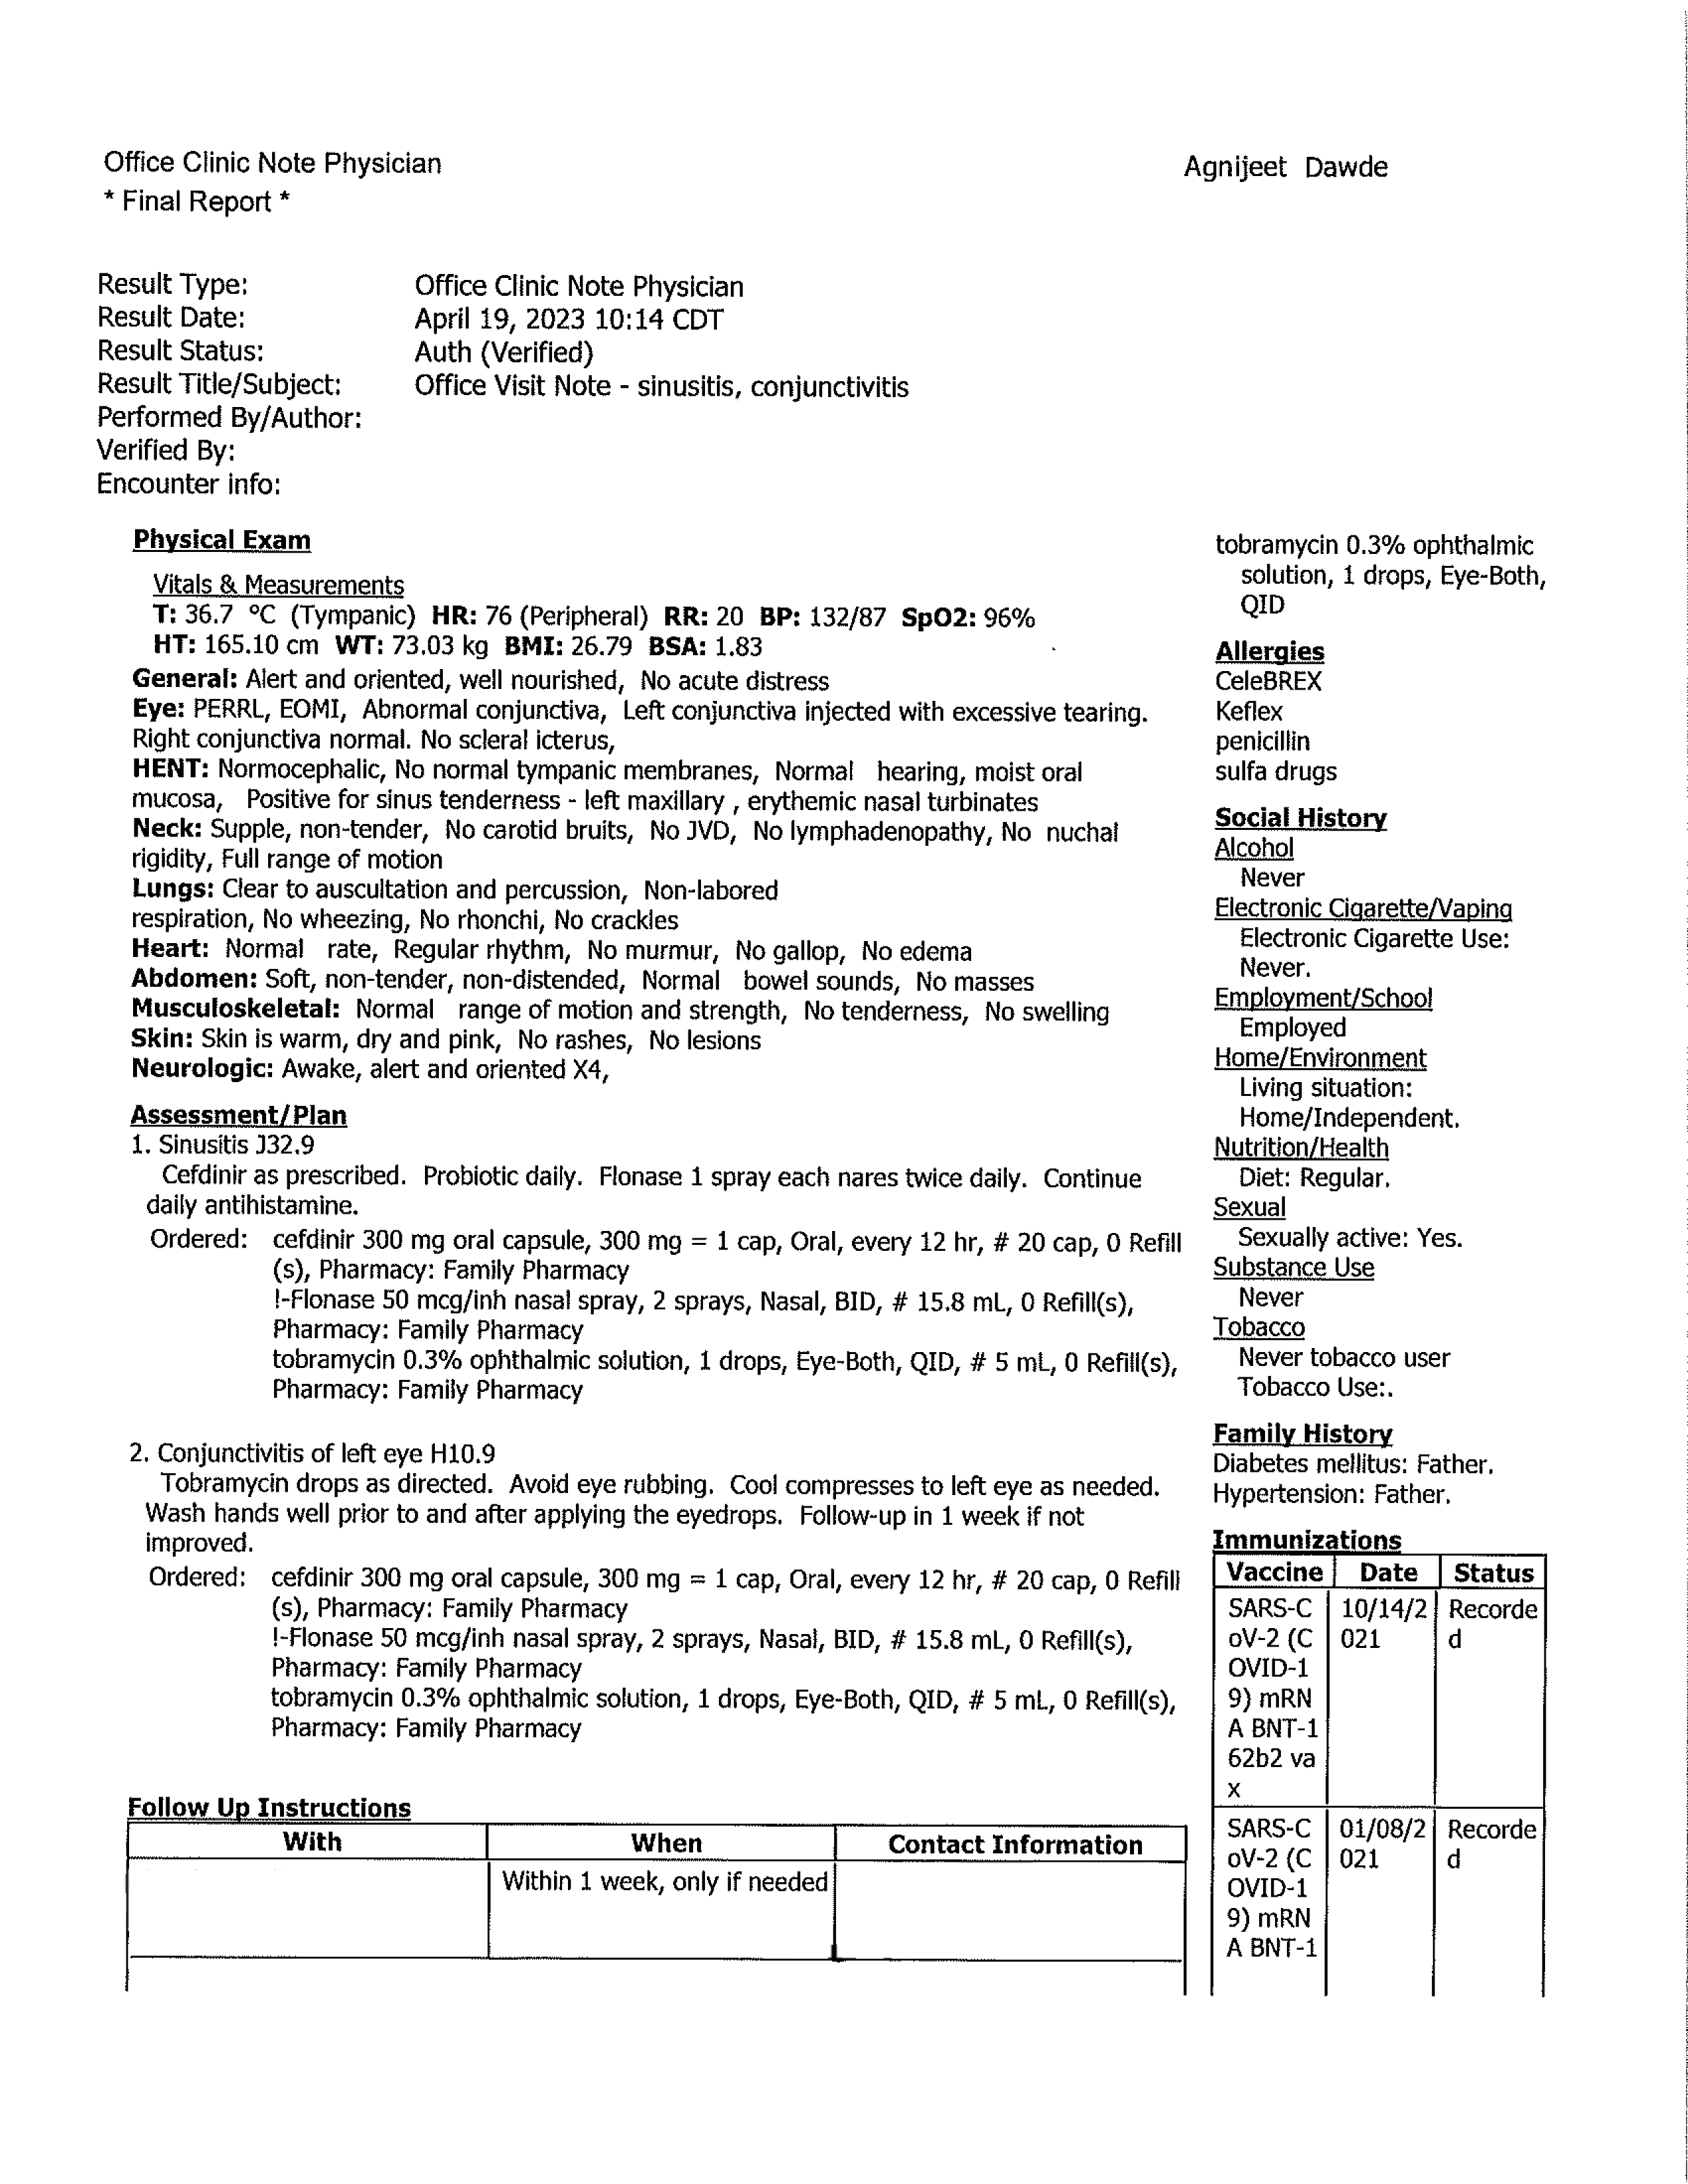 Office Clinic Note Physician
Agnijeet Dawde
* Final Report *
Result Type: Office Clinic Note Physician
Result Date: April 19, 2023 10:14 CDT
Result Status: Auth (Verified)
Result Title/Subject: Office Visit Note - sinusitis, conjunctivitis
Performed By/Author:
Verified By:
Encounter info:
Physical Exam
Vitals & Measurements
T: 36.7 °C (Tympanic) HR: 76 (Peripheral) RR: 20 BP: 132/87 SpO2: 96%
HT: 165.10 cm WT: 73.03 kg BMI: 26.79 BSA: 1.83
General: Alert and oriented, well nourished, No acute distress
Eye: PERRL, EOMI, Abnormal conjunctiva, Left conjunctiva injected with excessive tearing.
Right conjunctiva normal. No scleral icterus,
HENT: Normocephalic, No normal tympanic membranes, Normal hearing, moist oral
mucosa, Positive for sinus tenderness - left maxillary , erythemic nasal turbinates
Neck: Supple, non-tender, No carotid bruits, No JVD, No lymphadenopathy, No nuchal
rigidity, Full range of motion
Lungs: Clear to auscultation and percussion, Non-labored
respiration, No wheezing, No rhonchi, No crackles
Heart: Normal rate, Regular rhythm, No murmur, No gallop, No edema
Abdomen: Soft, non-tender, non-distended, Normal bowel sounds, No masses
Musculoskeletal: Normal range of motion and strength, No tenderness, No swelling
Skin: Skin is warm, dry and pink, No rashes, No lesions
Neurologic: Awake, alert and oriented X4,
Assessment/Plan
1. Sinusitis J32.9
Cefdinir as prescribed. Probiotic daily. Flonase 1 spray each nares twice daily. Continue
daily antihistamine.
Ordered: cefdinir 300 mg oral capsule, 300 mg = 1 cap, Oral, every 12 hr, # 20 cap, 0 Refill
(s), Pharmacy: Family Pharmacy
!-Flonase 50 mcg/inh nasal spray, 2 sprays, Nasal, BID, # 15.8 mL, 0 Refill(s),
Pharmacy: Family Pharmacy
tobramycin 0.3% ophthalmic solution, 1 drops, Eye-Both, QID, # 5 mL, 0 Refill(s),
Pharmacy: Family Pharmacy
2. Conjunctivitis of left eye H10.9
Tobramycin drops as directed. Avoid eye rubbing. Cool compresses to left eye as needed.
Wash hands well prior to and after applying the eyedrops. Follow-up in 1 week if not
improved.
Ordered: cefdinir 300 mg oral capsule, 300 mg = 1 cap, Oral, every 12 hr, # 20 cap, 0 Refill
(s), Pharmacy: Family Pharmacy
!-Flonase 50 mcg/inh nasal spray, 2 sprays, Nasal, BID, # 15.8 mL, 0 Refill(s),
Pharmacy: Family Pharmacy
tobramycin 0.3% ophthalmic solution, 1 drops, Eye-Both, QID, # 5 mL, 0 Refill(s),
Pharmacy: Family Pharmacy
Follow Up Instructions
With When Contact Information
Within 1 week, only if needed
tobramycin 0.3% ophthalmic
solution, 1 drops, Eye-Both,
QID
Allergies
CeleBREX
Keflex
penicillin
sulfa drugs
Social History
Alcohol
Never
Electronic Cigarette/Vaping
Electronic Cigarette Use:
Never.
Employment/School
Employed
Home/Environment
Living situation:
Home/Independent.
Nutrition/Health
Diet: Regular.
Sexual
Sexually active: Yes.
Substance Use
Never
Tobacco
Never tobacco user
Tobacco Use:.
Family History
Diabetes mellitus: Father.
Hypertension: Father.
Immunizations
Vaccine Date Status
SARS-C 10/14/2 Recorde
oV-2 (C 021 d
OVID-1
9) mRN
A BNT-1
62b2 va
x
SARS-C 01/08/2 Recorde
oV-2 (C 021 d
OVID-1
9) mRN
A BNT-1